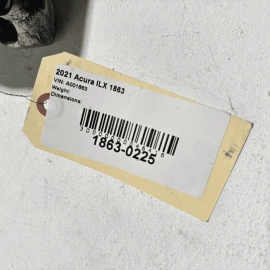 2021 Acura ILX 1863
VIN: A001863
Weight:
Dimensions:
1863-0225